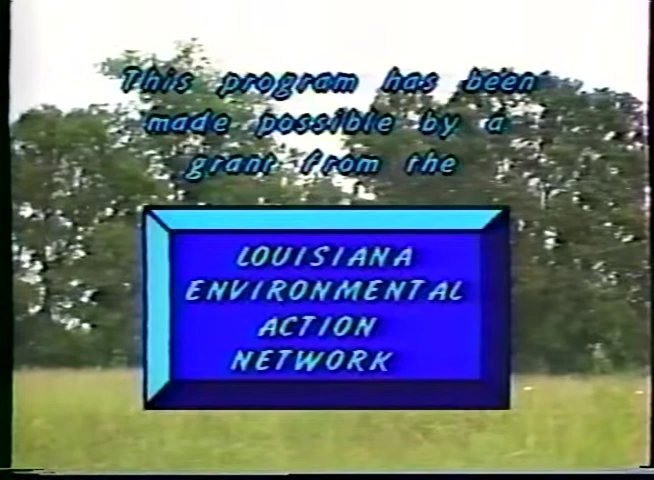 This program has been
made possible by a
grant from the
LOUISIANA
ENVIRONMENTAL
ACTION
NETWORK